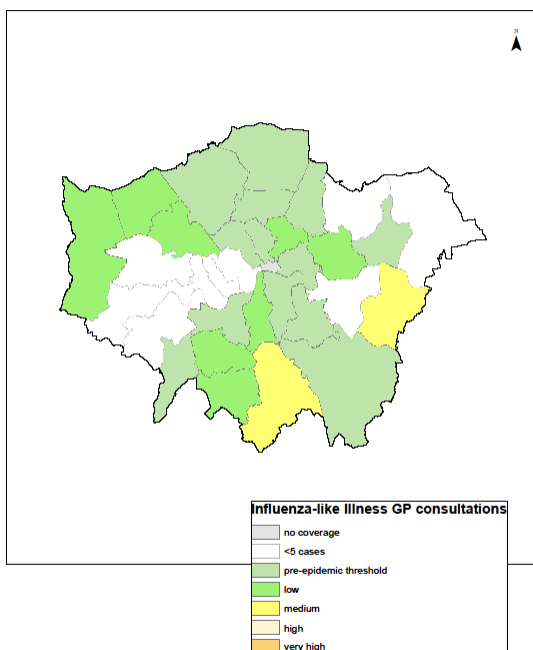 N
Influenza-like Illness GP consultations
no coverage
<5 cases
pre-epidemic threshold
low
medium
high
very high